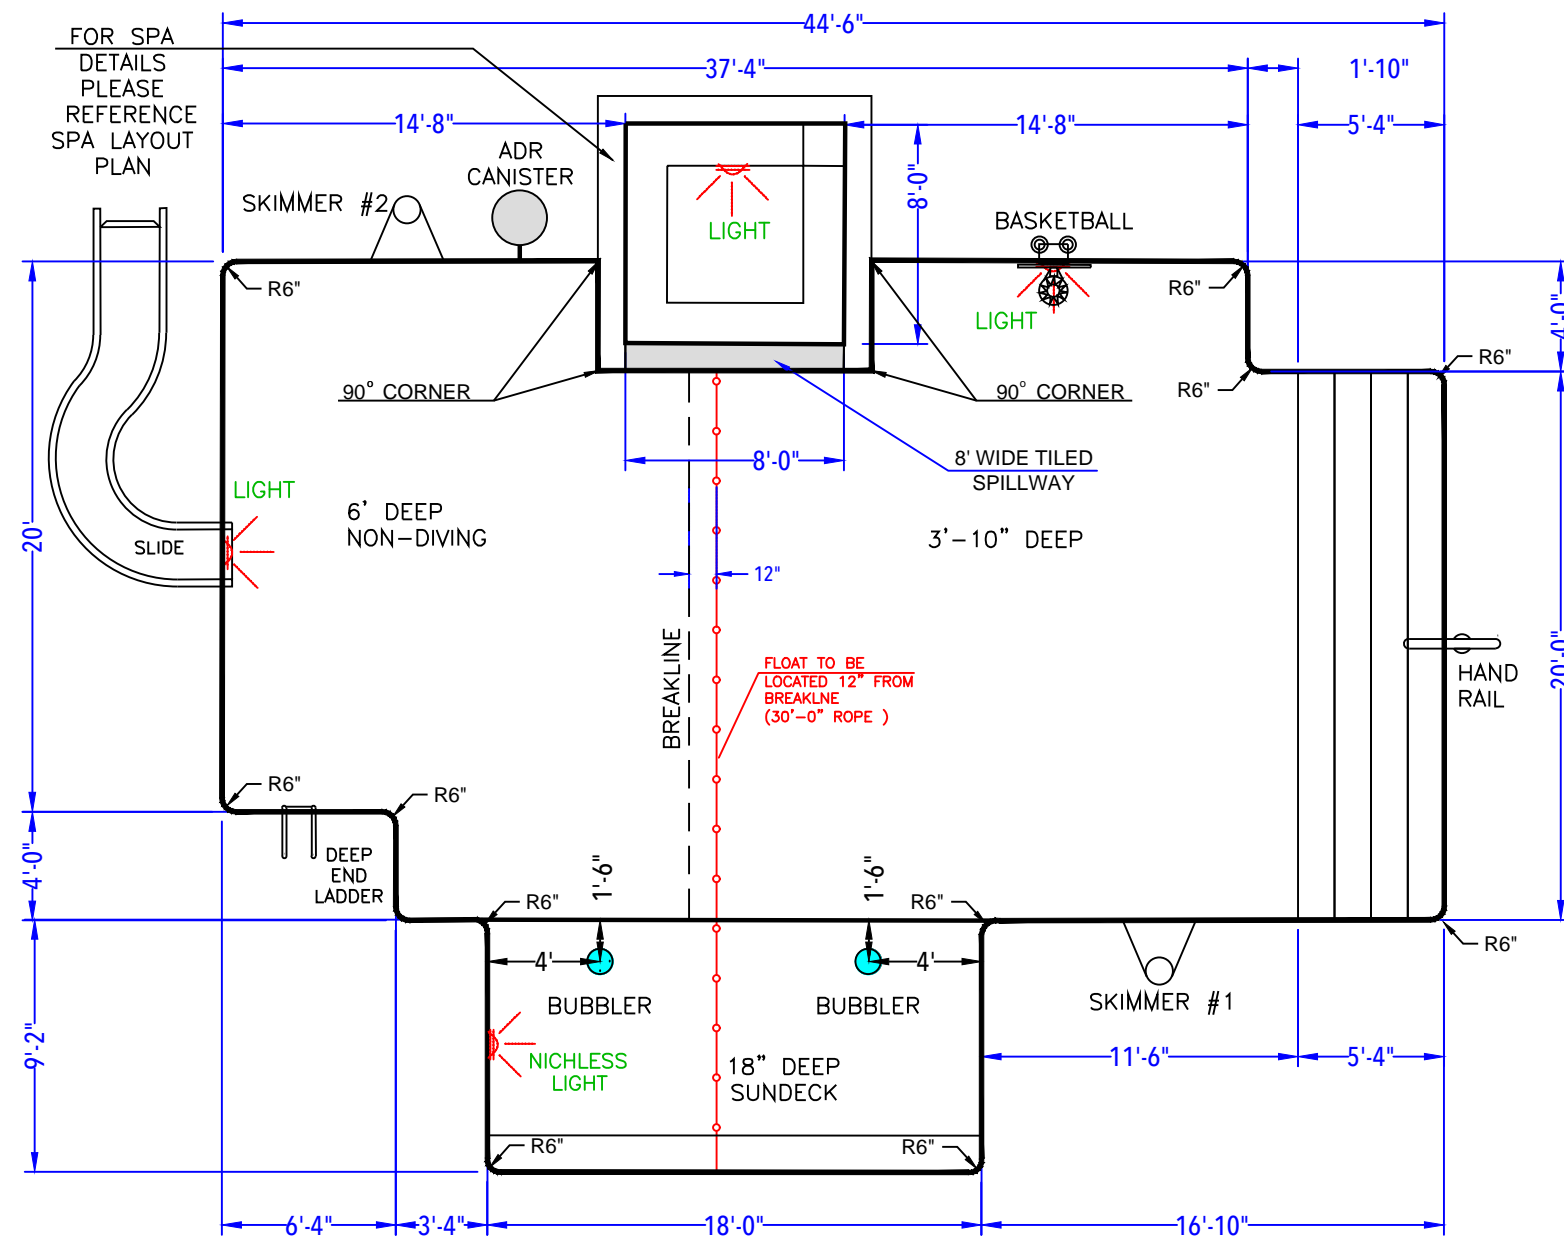 44'-6"
FOR SPA
DETAILS
PLEASE
REFERENCE
SPA LAYOUT
PLAN
37'-4"
1'-10"
14'-8"
14'-8"
5'-4"
ADR
CANISTER
SKIMMER #2
8'-0"
LIGHT
BASKETBALL
R6"
R6"
LIGHT
4'-0"
R6"
R6"
90° CORNER
90° CORNER
8'-0"
8' WIDE TILED
SPILLWAY
LIGHT
6' DEEP
NON-DIVING
3'-10" DEEP
20'
SLIDE
12"
BREAKLINE
FLOAT TO BE
LOCATED 12" FROM
BREAKLNE
(30'-0" ROPE )
20'-0"
HAND
RAIL
R6"
R6"
4'-0"
DEEP
END
LADDER
1'-6"
1'-6"
R6"
R6"
R6"
4'
4'
BUBBLER
BUBBLER
SKIMMER #1
9'-2"
NICHLESS
LIGHT
18" DEEP
SUNDECK
11'-6"
5'-4"
R6"
R6"
6'-4"
3'-4"
18'-0"
16'-10"